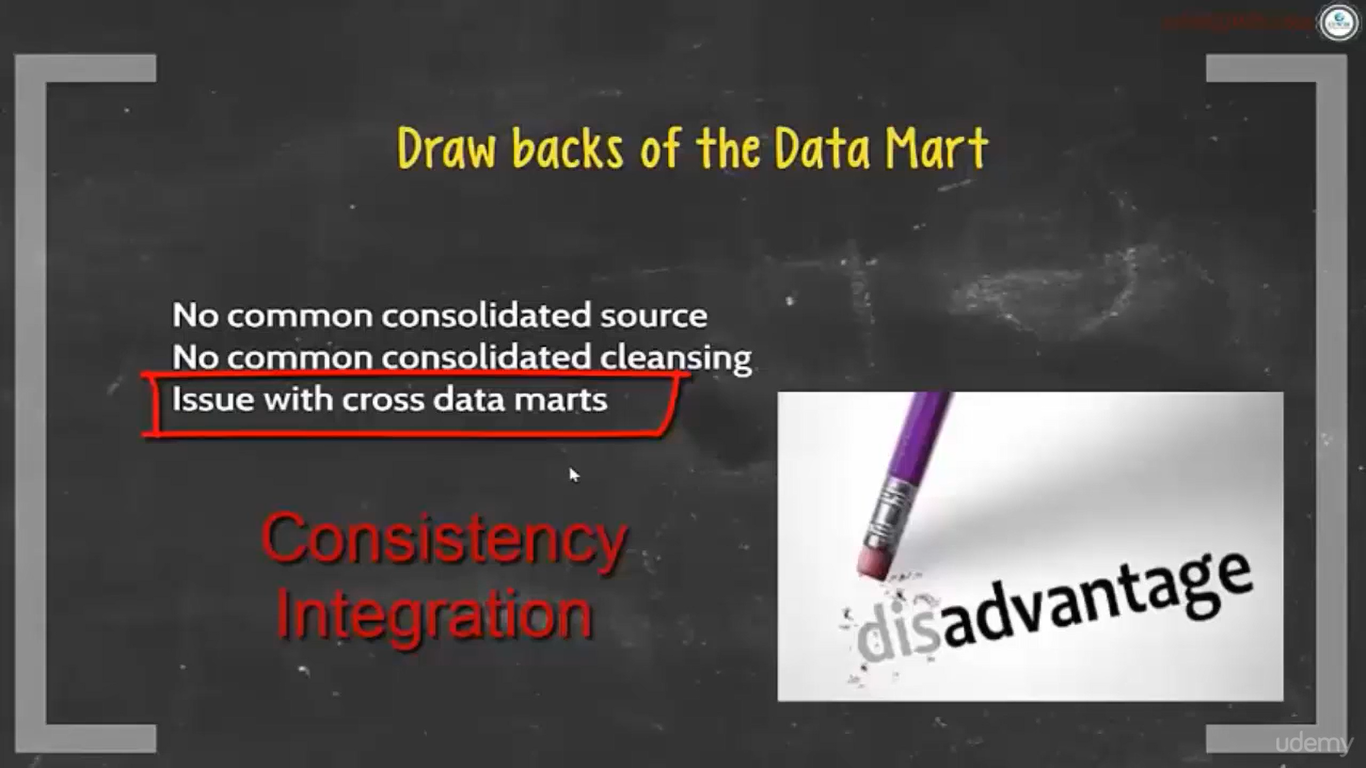 Draw backs of the Data Mart
No common consolidated source
No common consolidated cleansing
Issue with cross data marts
Consistency
Integration
disadvantage
udemy